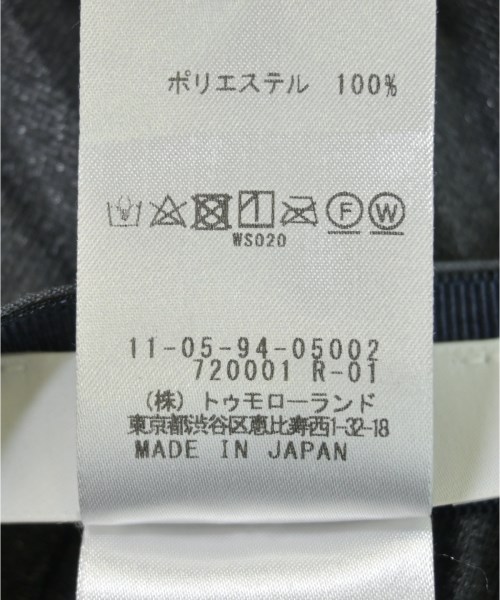 ポリエステル 100%
F W
WS020
11-05-94-05002
720001 R-01
(株) トゥモローランド
東京都渋谷区恵比寿西1-32-18
MADE IN JAPAN